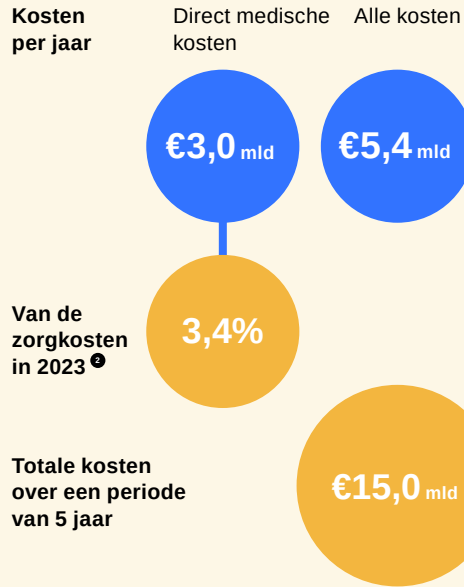 Kosten
per jaar
Direct medische
kosten
Alle kosten
€3,0 mld
€5,4 mld
Van de
zorgkosten
in 2023 2
3,4%
Totale kosten
over een periode
van 5 jaar
€15,0 mld